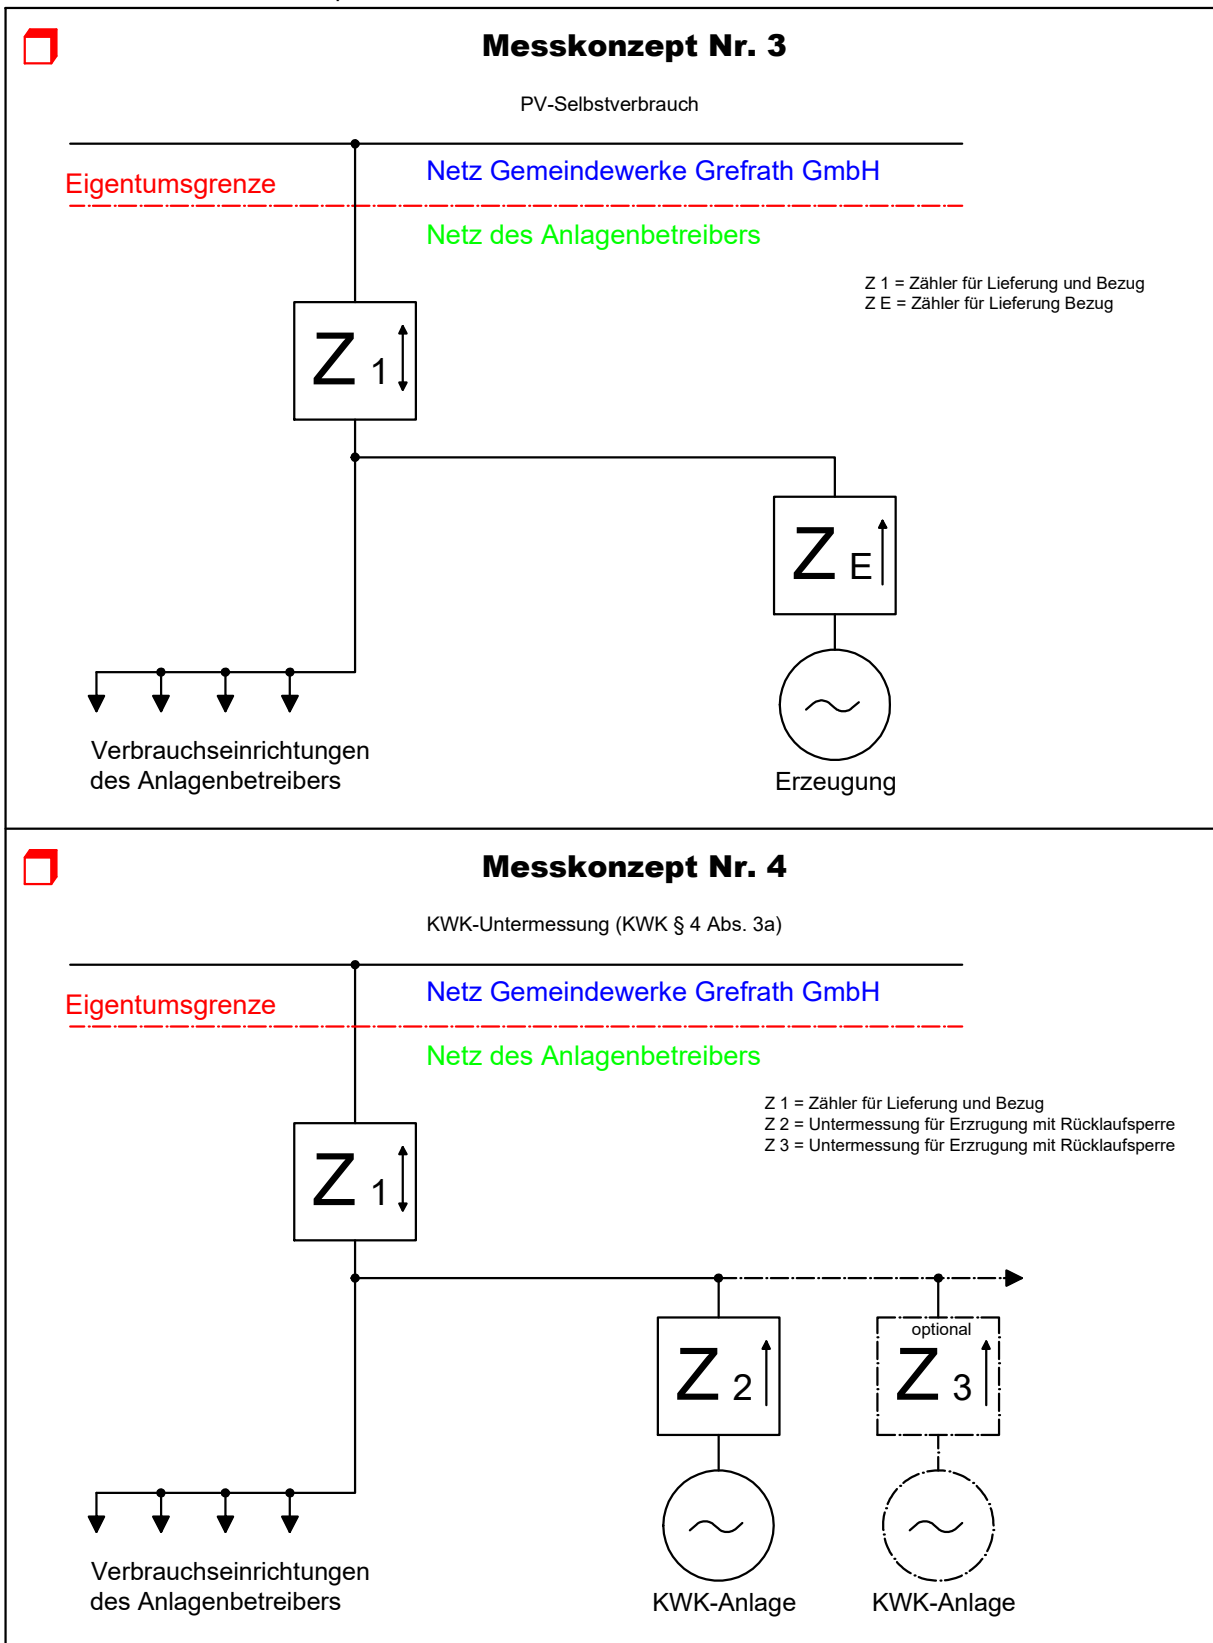 Messkonzept Nr. 3
PV-Selbstverbrauch
Netz Gemeindewerke Grefrath GmbH
Eigentumsgrenze
Netz des Anlagenbetreibers
Z 1 = Zähler für Lieferung und Bezug
Z E = Zähler für Lieferung Bezug
Z 1
Z E
Verbrauchseinrichtungen
des Anlagenbetreibers
Erzeugung
Messkonzept Nr. 4
KWK-Untermessung (KWK § 4 Abs. 3a)
Netz Gemeindewerke Grefrath GmbH
Eigentumsgrenze
Netz des Anlagenbetreibers
Z 1 = Zähler für Lieferung und Bezug
Z 2 = Untermessung für Erzrugung mit Rücklaufsperre
Z 3 = Untermessung für Erzrugung mit Rücklaufsperre
Z 1
optional
Z 2
Z 3
Verbrauchseinrichtungen
des Anlagenbetreibers
KWK-Anlage
KWK-Anlage